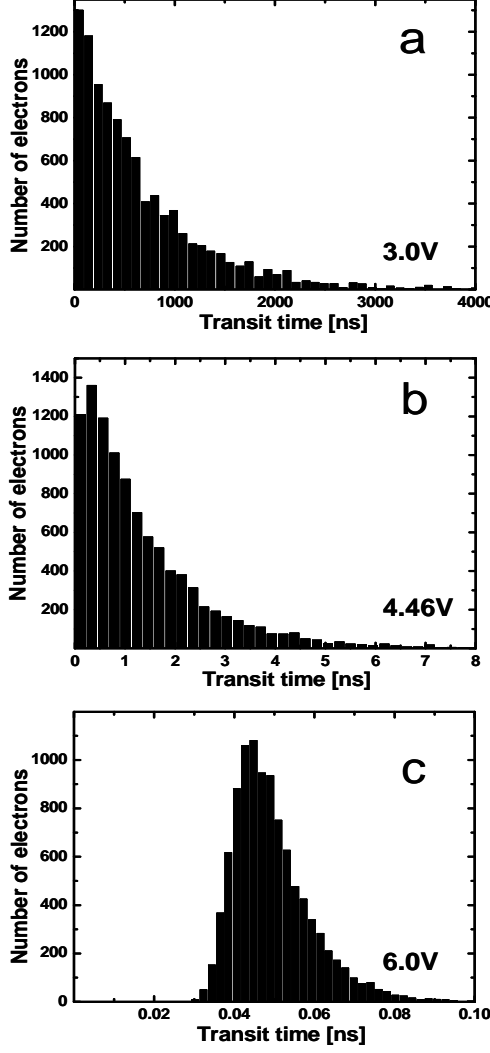 a
Number of electrons
1200
1000
800
600
400
200
3.0V
0 1000 2000 3000 4000
Transit time [ns]
b
Number of electrons
1400
1200
1000
800
600
400
200
4.46V
0 1 2 3 4 5 6 7 8
Transit time [ns]
c
Number of electrons
1000
800
600
400
200
0
6.0V
0.02 0.04 0.06 0.08 0.10
Transit time [ns]